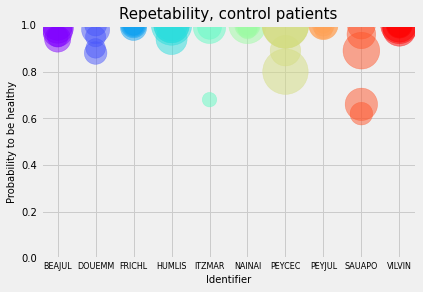 Repetability, control patients
1.0
0.8
0.6
0.4
0.2
0.0
Probability to be healthy
BEAJUL DOUEMM FRICHL HUMLIS ITZMAR NAINAI PEYCEC PEYJUL SAUAPO VILVIN
Identifier